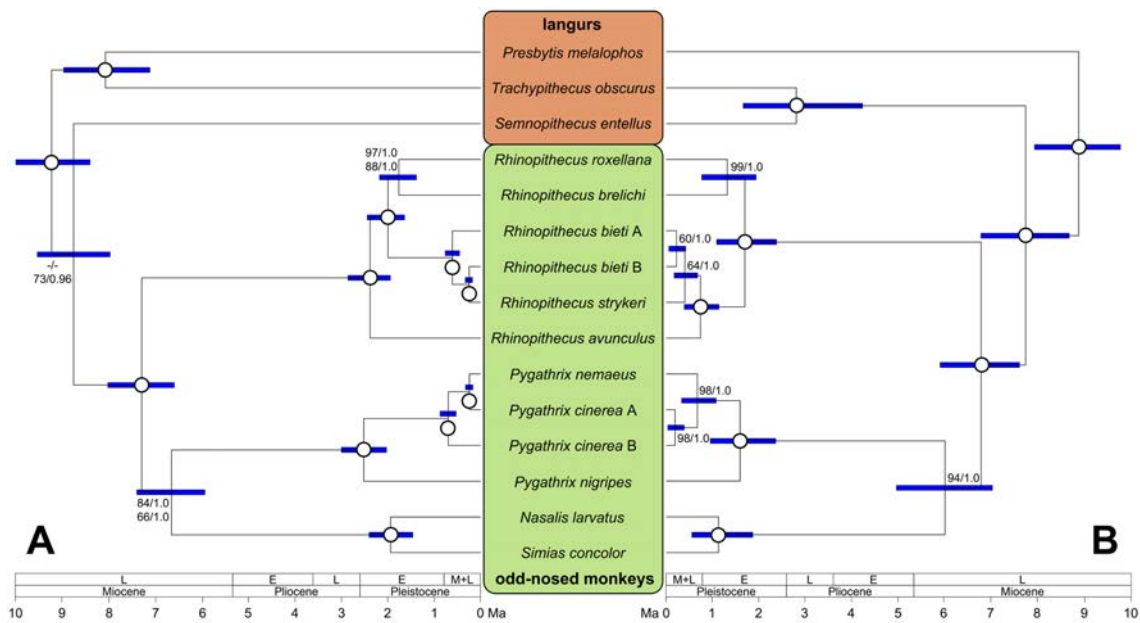 langurs
Presbytis melalophos
Trachypithecus obscurus
Semnopithecus entellus
97/1.0
88/1.0
Rhinopithecus roxellana
99/1.0
Rhinopithecus brelichi
Rhinopithecus bieti A
60/1.0
-/-
73/0.96
Rhinopithecus bieti B
64/1.0
Rhinopithecus strykeri
Rhinopithecus avunculus
Pygathrix nemaeus
98/1.0
Pygathrix cinerea A
98/1.0
Pygathrix cinerea B
Pygathrix nigripes
84/1.0
66/1.0
94/1.0
Nasalis larvatus
A
B
Simias concolor
odd-nosed monkeys
L E L E M+L
Miocene Pliocene Pleistocene
10 9 8 7 6 5 4 3 2 1 0 Ma
M+L E L E L
Pleistocene Pliocene Miocene
Ma 0 1 2 3 4 5 6 7 8 9 10